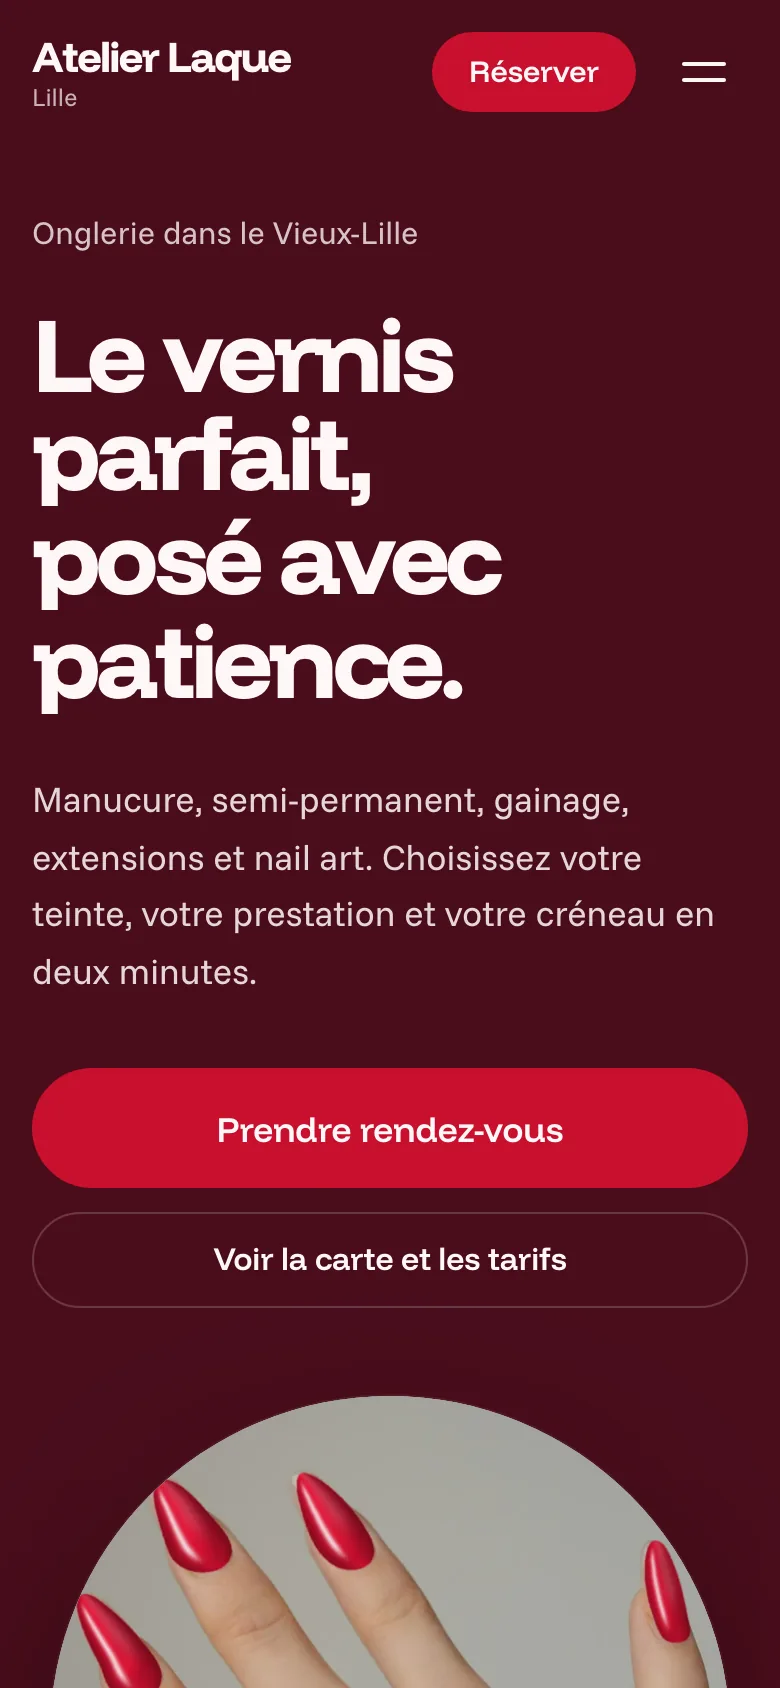 Atelier Laque
Lille
Réserver
Onglerie dans le Vieux-Lille
Le vernis
parfait,
posé avec
patience.
Manucure, semi-permanent, gainage,
extensions et nail art. Choisissez votre
teinte, votre prestation et votre créneau en
deux minutes.
Prendre rendez-vous
Voir la carte et les tarifs